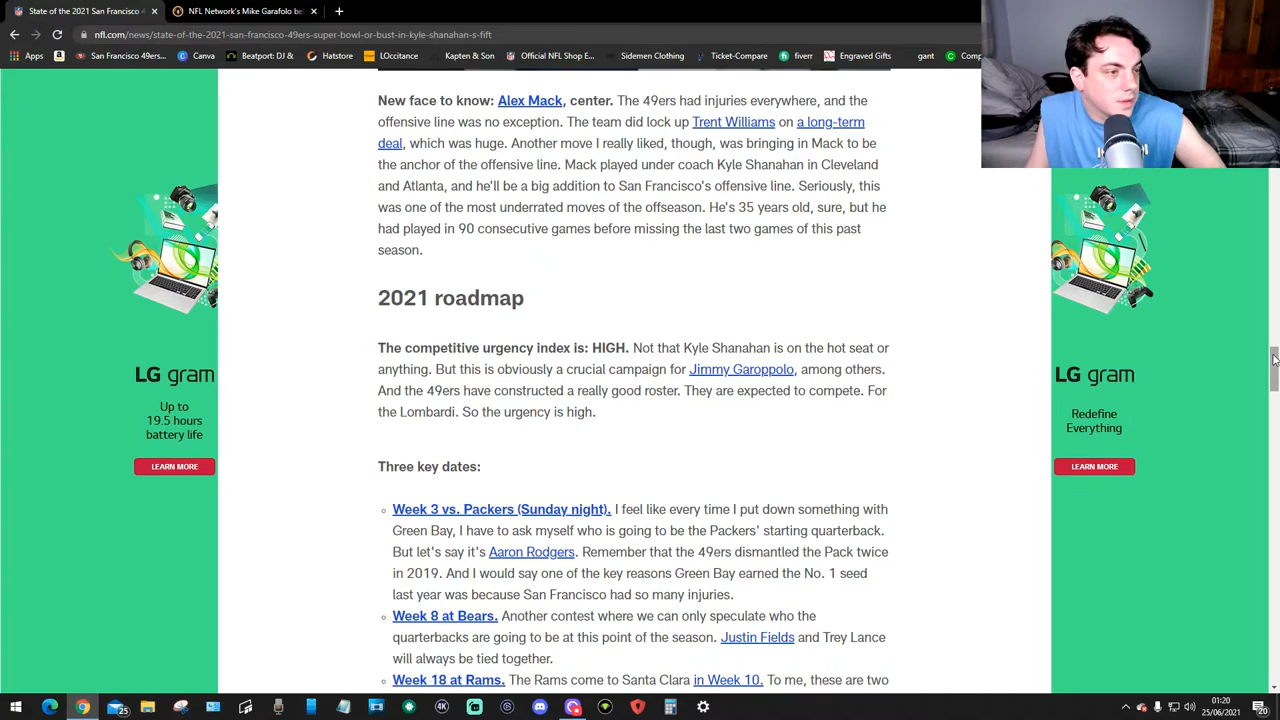 State of the 2021 San Francisco 4
NFL Network's Mike Garafolo bel
nfl.com/news/state-of-the-2021-san-francisco-49ers-super-bowl-or-bust-in-kyle-shanahan-s-fift
Apps
San Francisco 49ers...
Canva
Beatport: DJ &
Hatstore
LOccitance
Kapten & Son
Official NFL Shop E...
Sidemen Clothing
Ticket-Compare
fiverr
Engraved Gifts
gant
Comp
New face to know: Alex Mack, center. The 49ers had injuries everywhere, and the
offensive line was no exception. The team did lock up Trent Williams on a long-term
deal, which was huge. Another move I really liked, though, was bringing in Mack to be
the anchor of the offensive line. Mack played under coach Kyle Shanahan in Cleveland
and Atlanta, and he'll be a big addition to San Francisco's offensive line. Seriously, this
was one of the most underrated moves of the offseason. He's 35 years old, sure, but he
had played in 90 consecutive games before missing the last two games of this past
season.
2021 roadmap
The competitive urgency index is: HIGH. Not that Kyle Shanahan is on the hot seat or
anything. But this is obviously a crucial campaign for Jimmy Garoppolo, among others.
And the 49ers have constructed a really good roster. They are expected to compete. For
the Lombardi. So the urgency is high.
Three key dates:
Week 3 vs. Packers (Sunday night). I feel like every time I put down something with
Green Bay, I have to ask myself who is going to be the Packers' starting quarterback.
But let's say it's Aaron Rodgers. Remember that the 49ers dismantled the Pack twice
in 2019. And I would say one of the key reasons Green Bay earned the No. 1 seed
last year was because San Francisco had so many injuries.
Week 8 at Bears. Another contest where we can only speculate who the
quarterbacks are going to be at this point of the season. Justin Fields and Trey Lance
will always be tied together.
Week 18 at Rams. The Rams come to Santa Clara in Week 10. To me, these are two
LG gram
Up to
19.5 hours
battery life
LEARN MORE
LG gram
Redefine
Everything
LEARN MORE
25
4K
01:20
25/06/2021
20